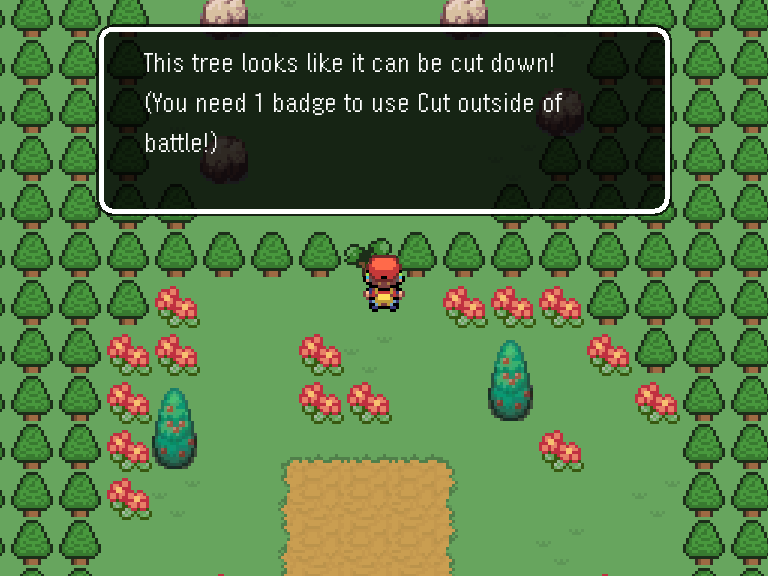 This tree looks like it can be cut down!
(You need 1 badge to use Cut outside of
battle!)